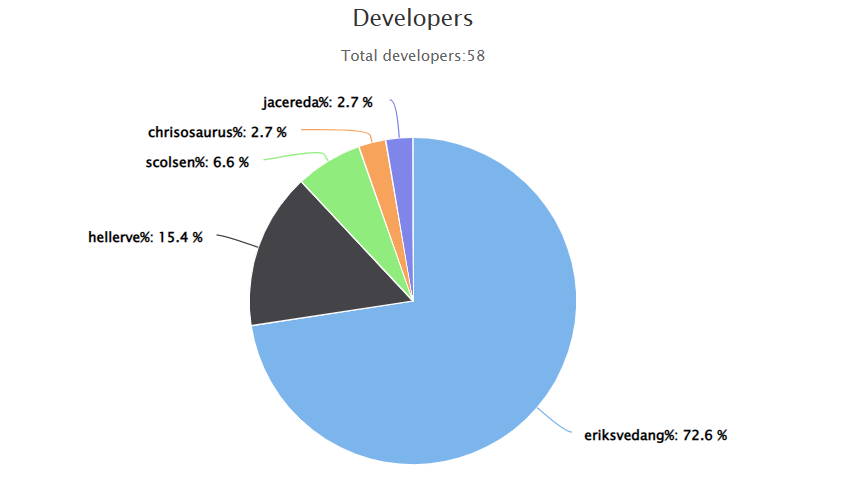 Developers
Total developers:58
jacereda%: 2.7 %
chrisosaurus%: 2.7 %
scolsen%: 6.6 %
hellerve%: 15.4 %
eriksvedang%: 72.6 %